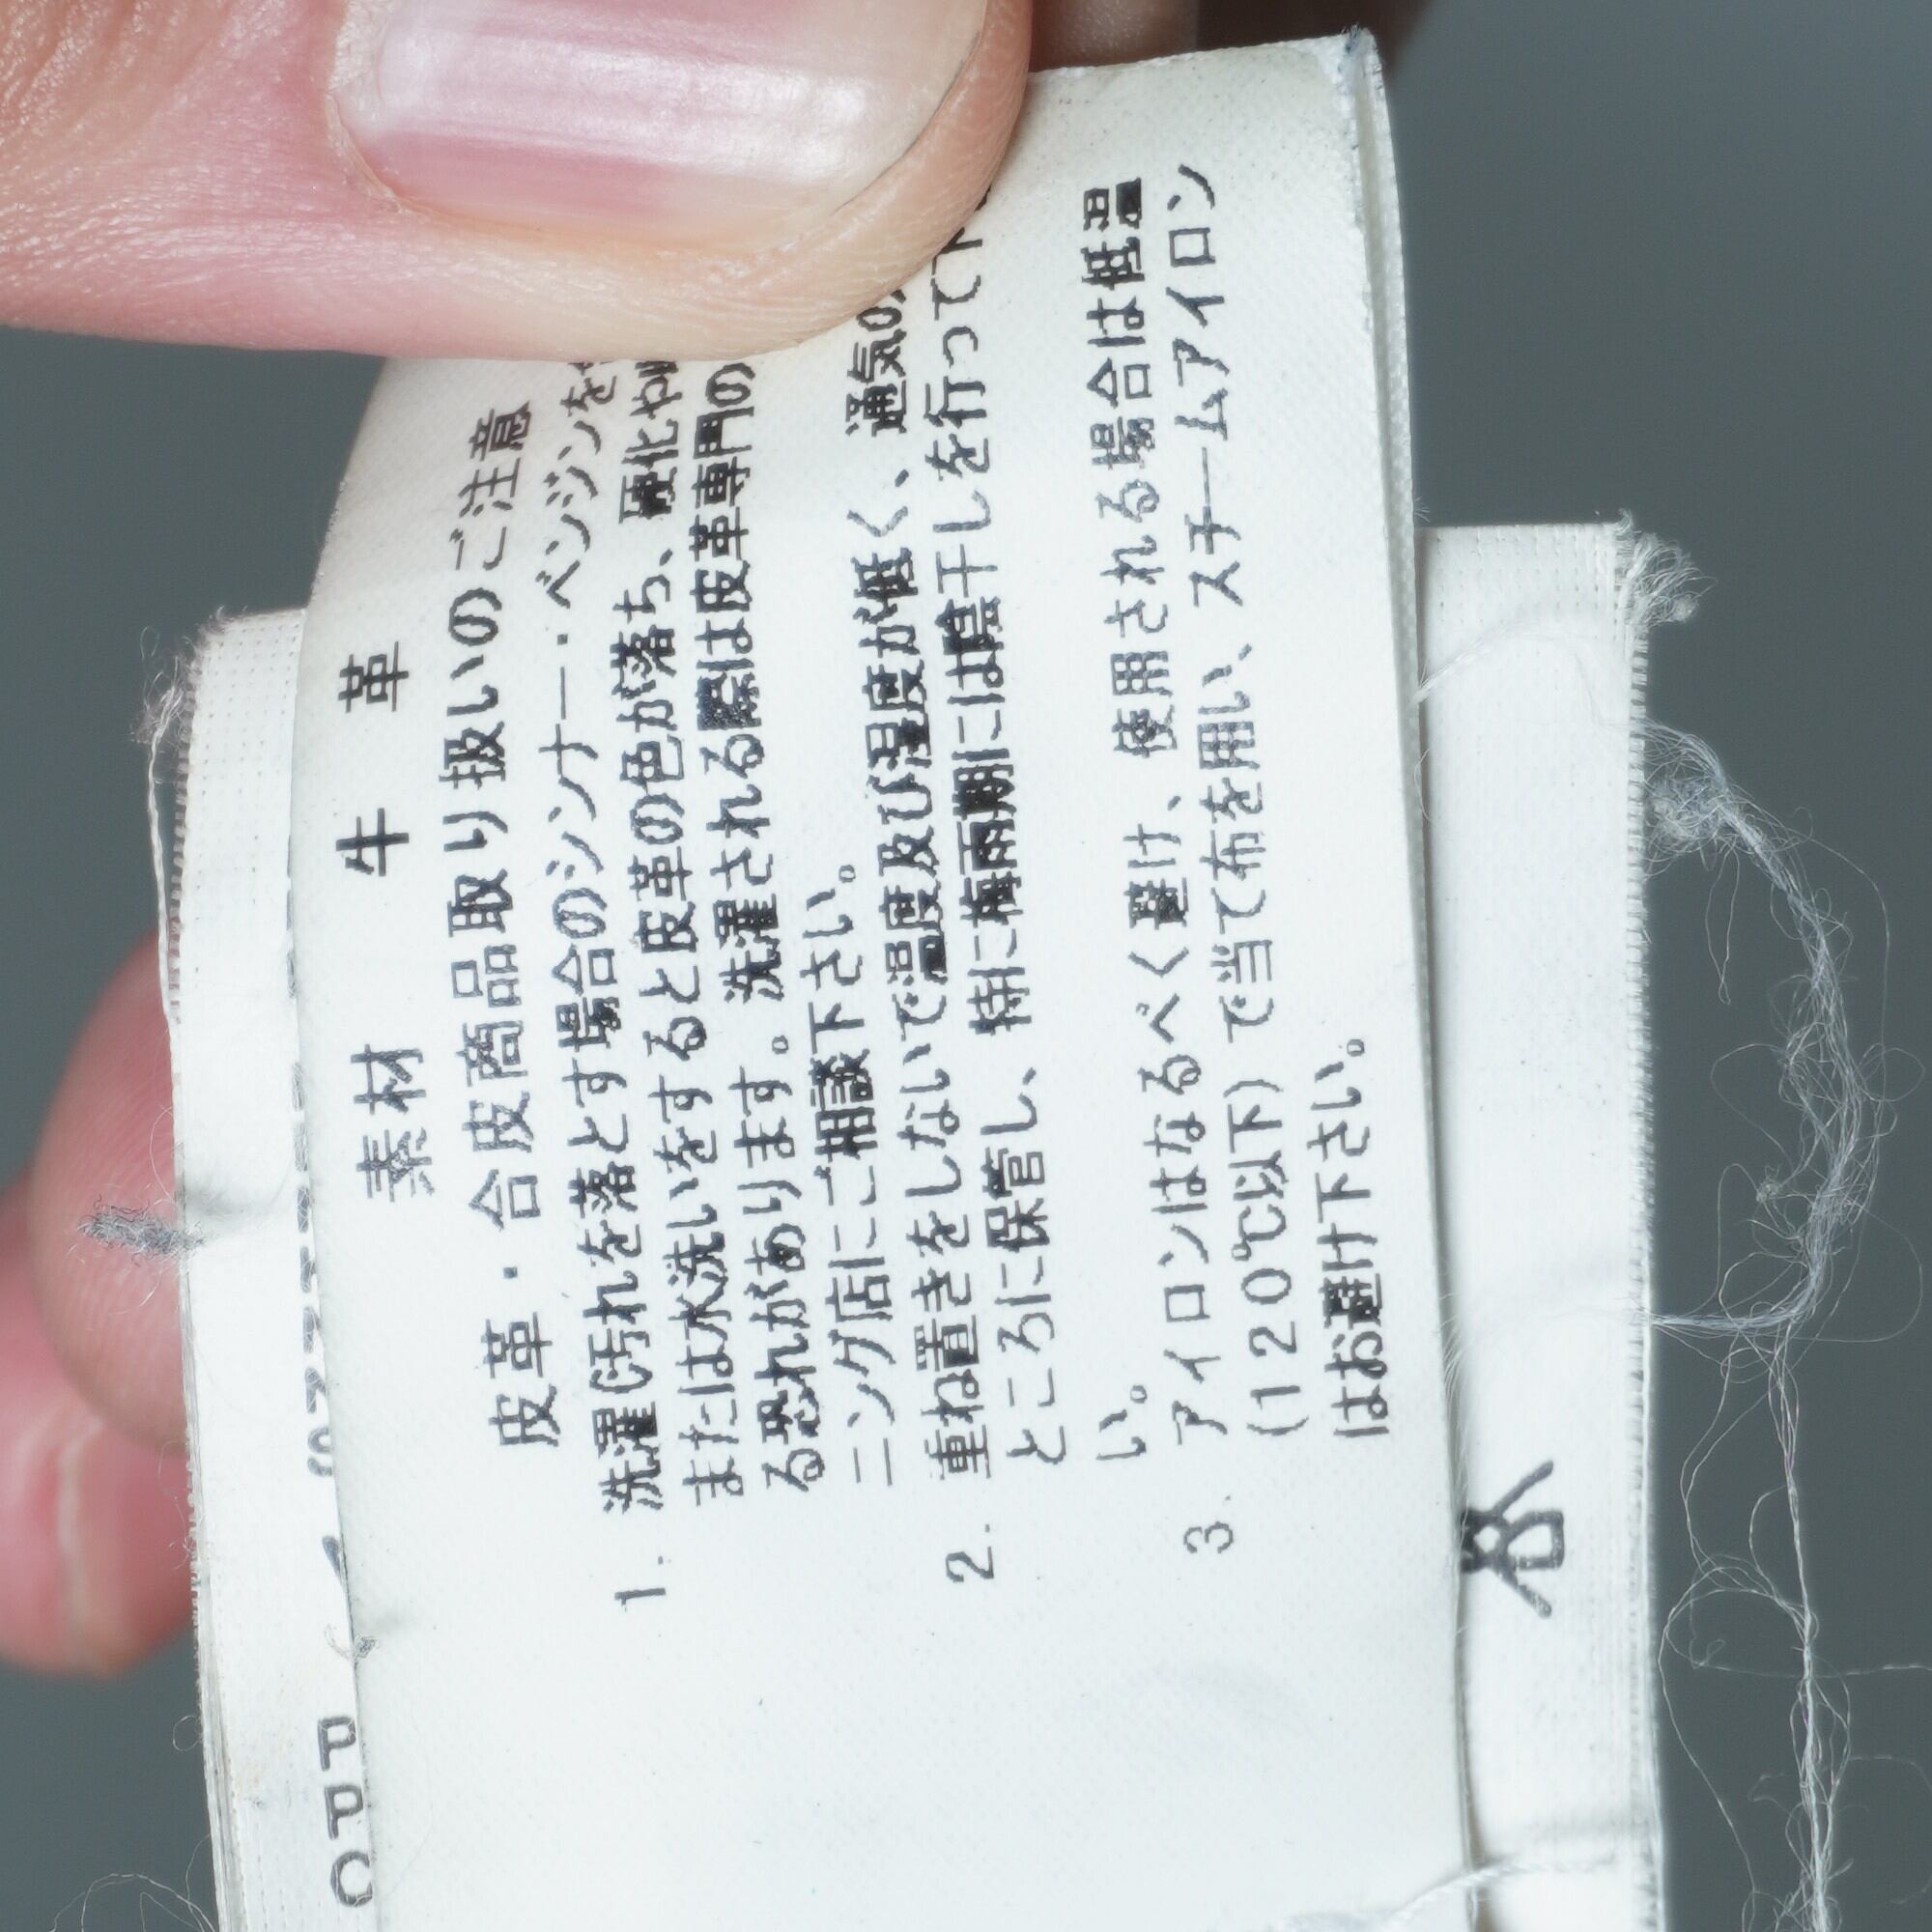 素材 牛革
皮革・合皮商品取り扱いのご注意
1. 洗濯(汚れを落とす場合のシンナー・ベンジンを
または水洗いをすると皮革の色が落ち、硬化や
る恐れがあります。洗濯される際は皮革専門の
ニング店にご相談下さい。
2. 重ね置きをしないで温度及び湿度が低く、通気の
ところに保管し、特に梅雨期には陰干しを行って下
い。
3. アイロンはなるべく避け、使用される場合は低温
(120℃以下)で当て布を用い、スチームアイロン
はお避け下さい。